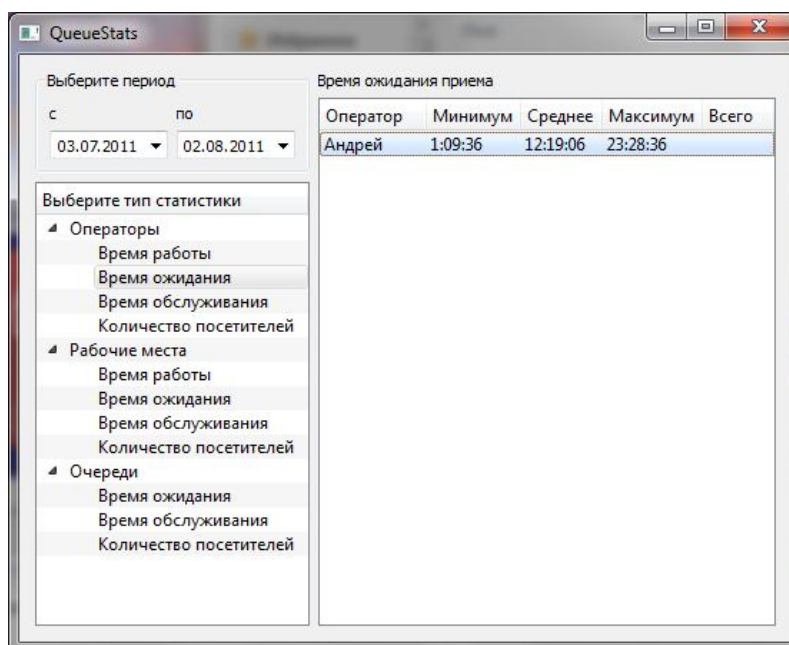 QueueStats
Выберите период
с по
03.07.2011 02.08.2011
Выберите тип статистики
Операторы
Время работы
Время ожидания
Время обслуживания
Количество посетителей
Рабочие места
Время работы
Время ожидания
Время обслуживания
Количество посетителей
Очереди
Время ожидания
Время обслуживания
Количество посетителей
Время ожидания приема
Оператор Минимум Среднее Максимум Всего
Андрей 1:09:36 12:19:06 23:28:36